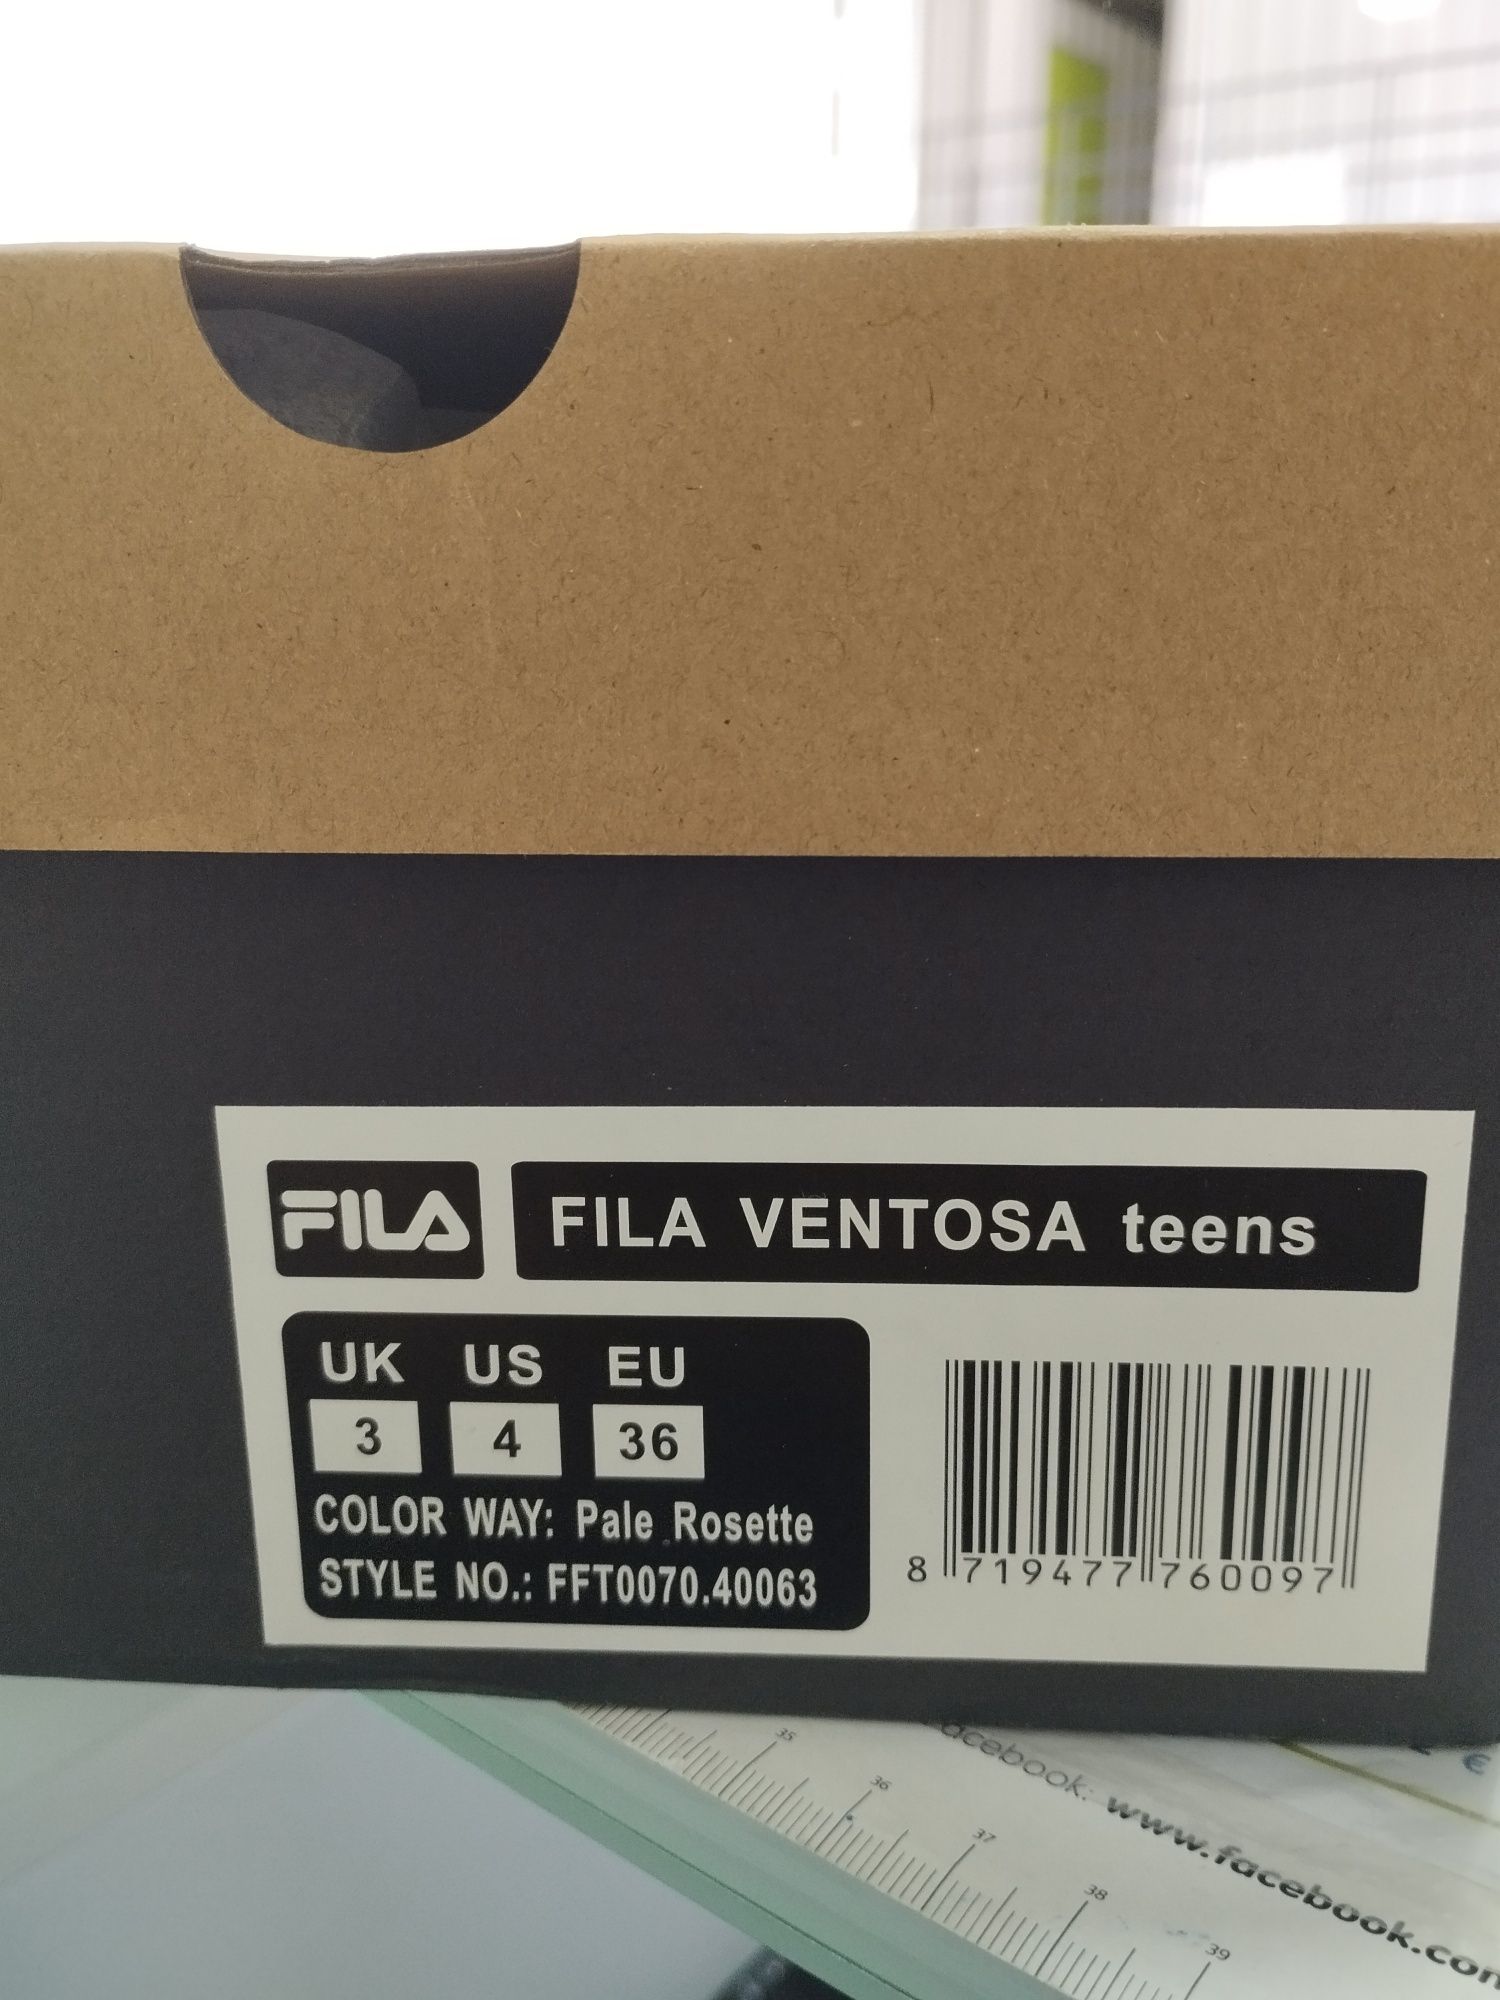 FILA
FILA VENTOSA teens
UK US EU
3 4 36
COLOR WAY: Pale Rosette
STYLE NO.: FFT0070.40063
8 719477 760097
35
36
37
38
39
acebook: www.facebook.com
€